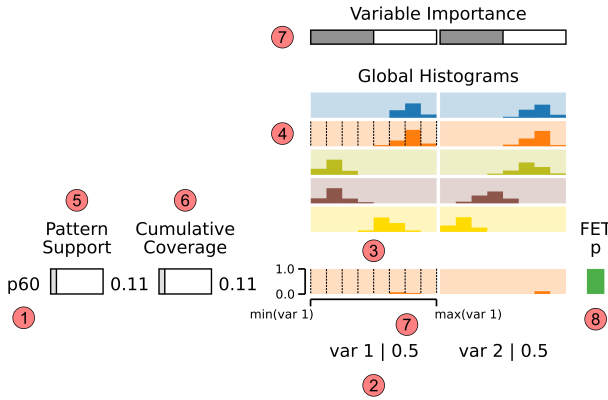 Variable Importance
7
Global Histograms
4
5
6
Pattern
Support
Cumulative
Coverage
3
FET
p
p60
0.11
0.11
1.0
0.0
1
min(var 1)
7
max(var 1)
8
var 1 | 0.5
var 2 | 0.5
2